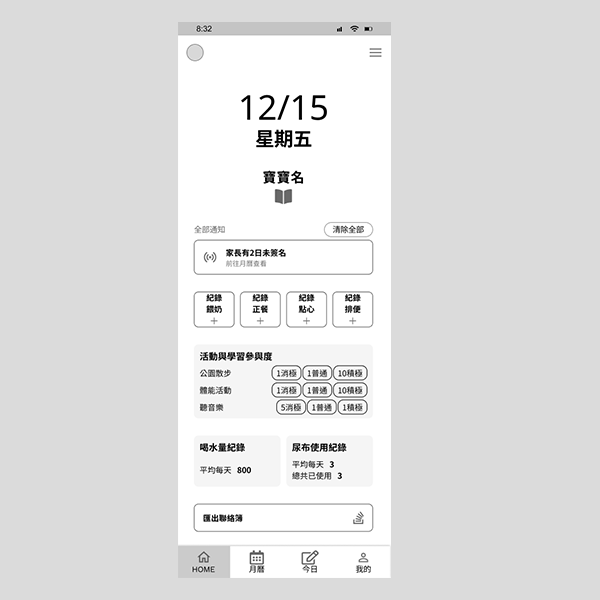 8:32
12/15
星期五
寶寶名
全部通知
清除全部
家長有2日未簽名
前往月曆查看
紀錄
餵奶
+
紀錄
正餐
+
紀錄
點心
+
紀錄
排便
+
活動與學習參與度
公園散步 1消極 1普通 10積極
體能活動 1消極 1普通 10積極
聽音樂 5消極 1普通 1積極
喝水量紀錄
平均每天 800
尿布使用紀錄
平均每天 3
總共已使用 3
匯出聯絡簿
HOME
月曆
今日
我的